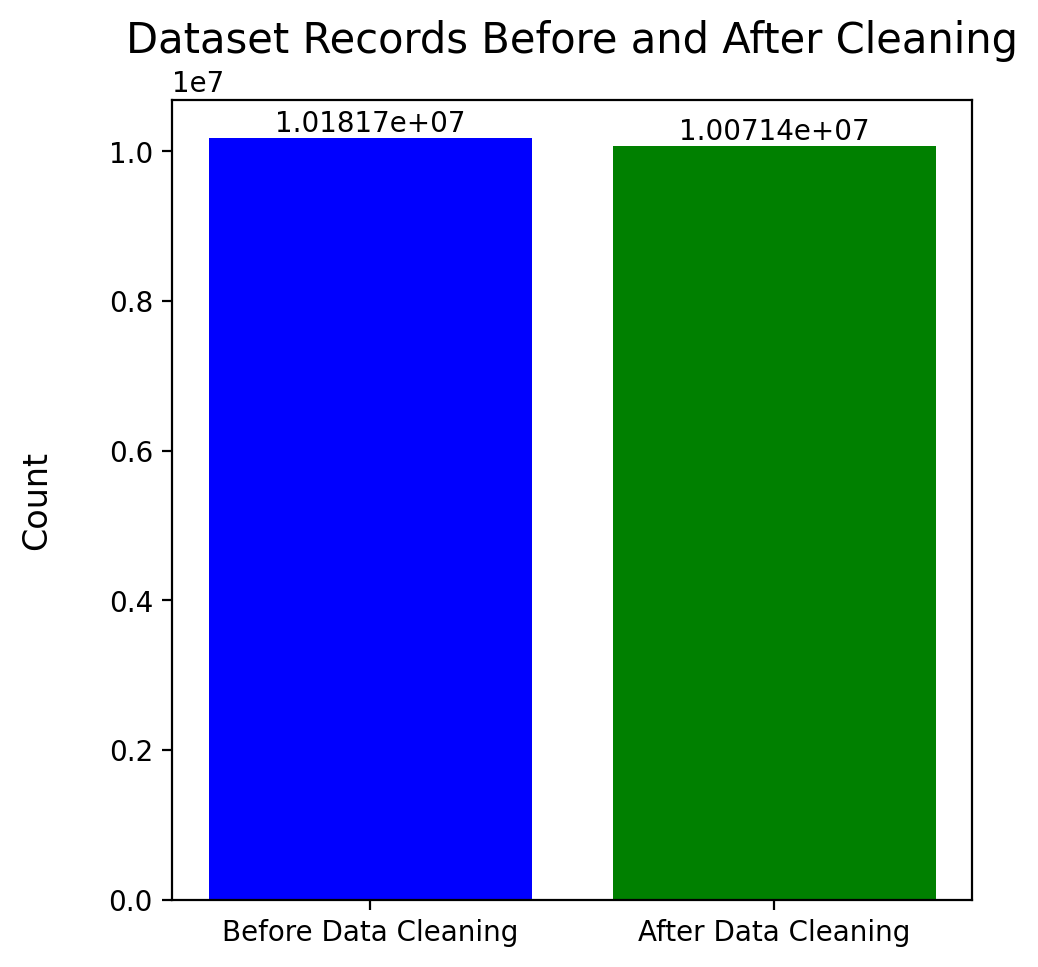 Dataset Records Before and After Cleaning
1e7
1.01817e+07
1.00714e+07
1.0
0.8
0.6
0.4
0.2
0.0
Count
Before Data Cleaning
After Data Cleaning